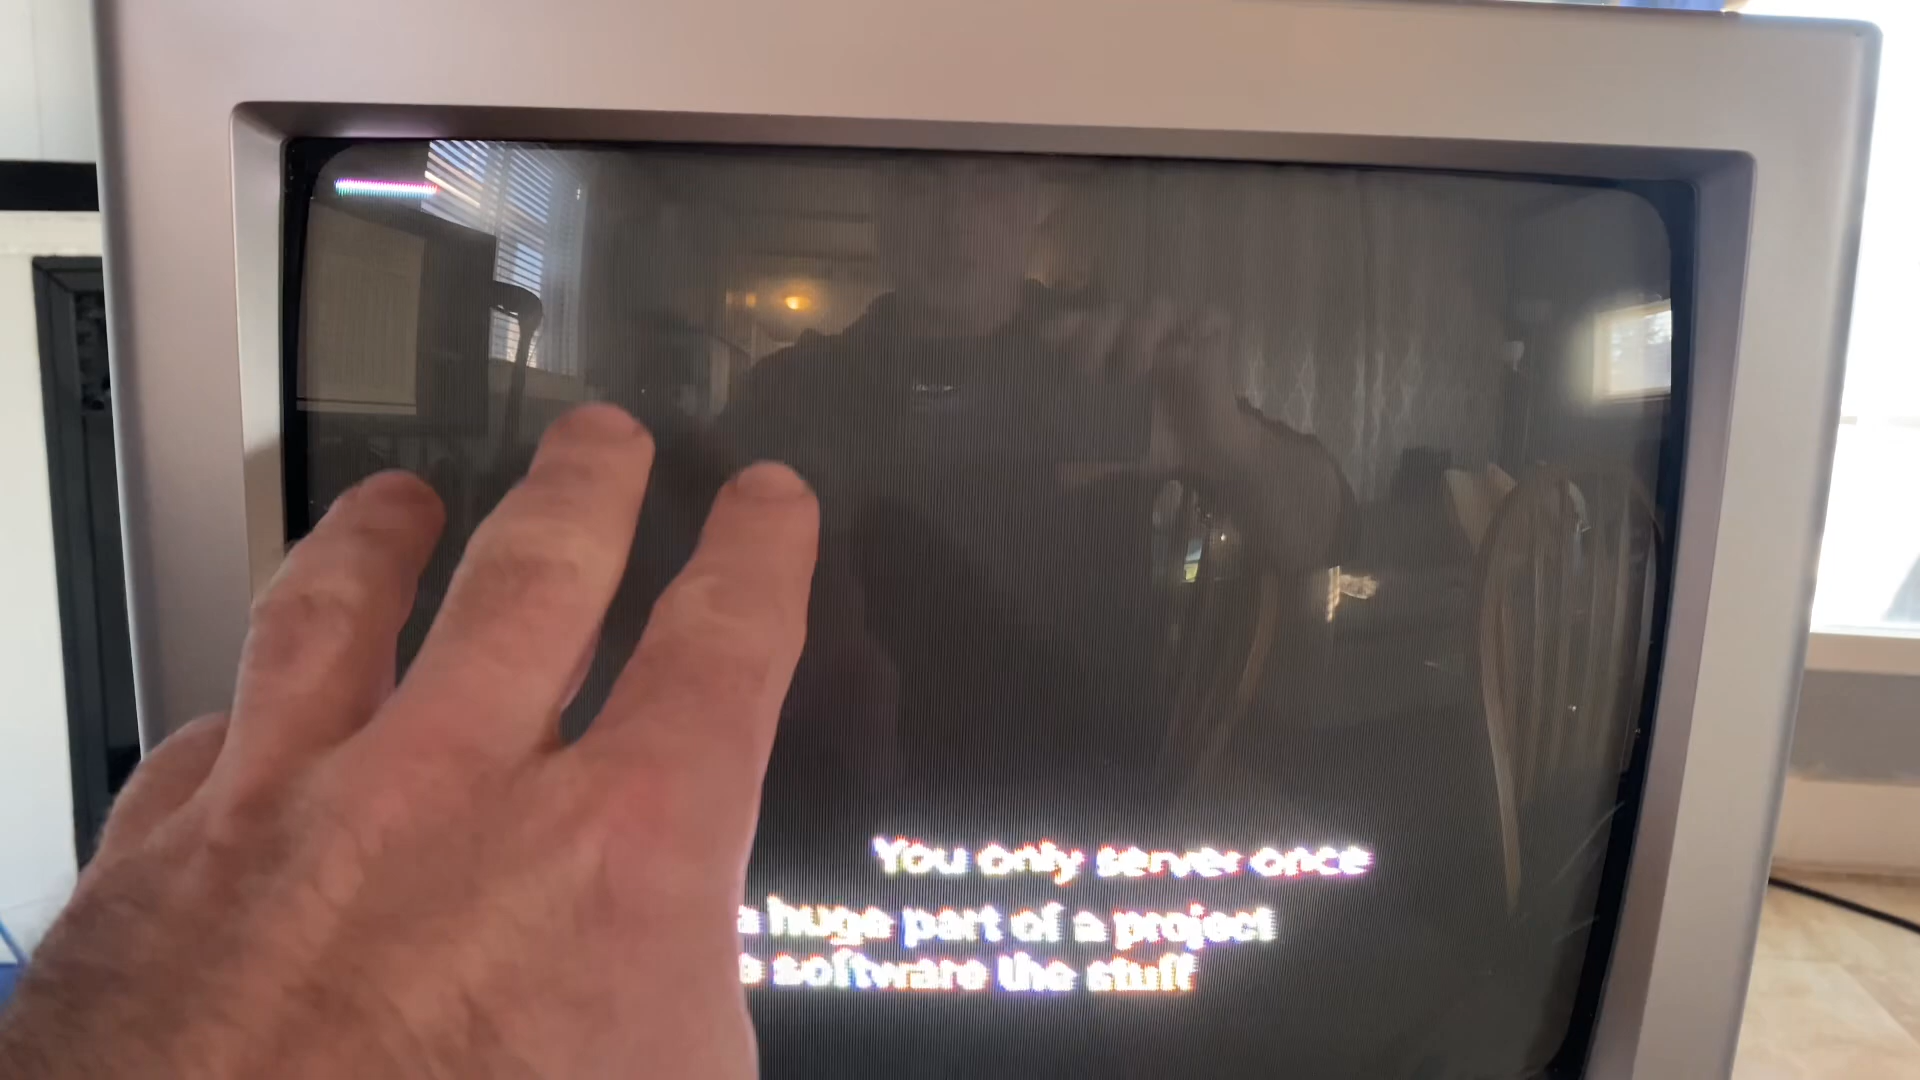 You only server once
a huge part of a project
software the stuff